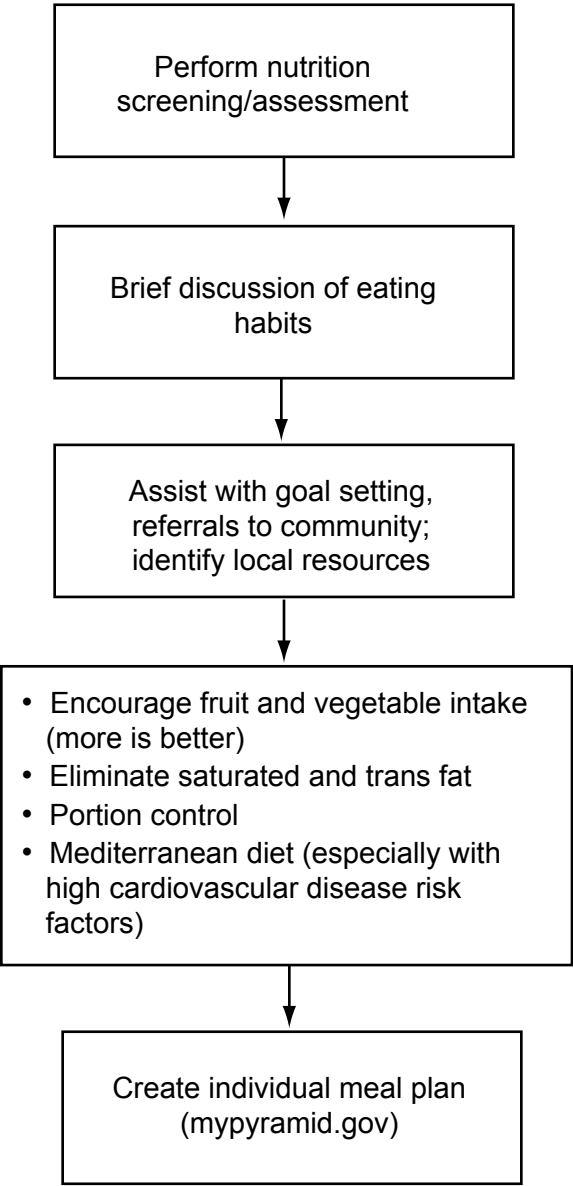 Perform nutrition
screening/assessment
Brief discussion of eating
habits
Assist with goal setting,
referrals to community;
identify local resources
• Encourage fruit and vegetable intake
(more is better)
• Eliminate saturated and trans fat
• Portion control
• Mediterranean diet (especially with
high cardiovascular disease risk
factors)
Create individual meal plan
(mypyramid.gov)